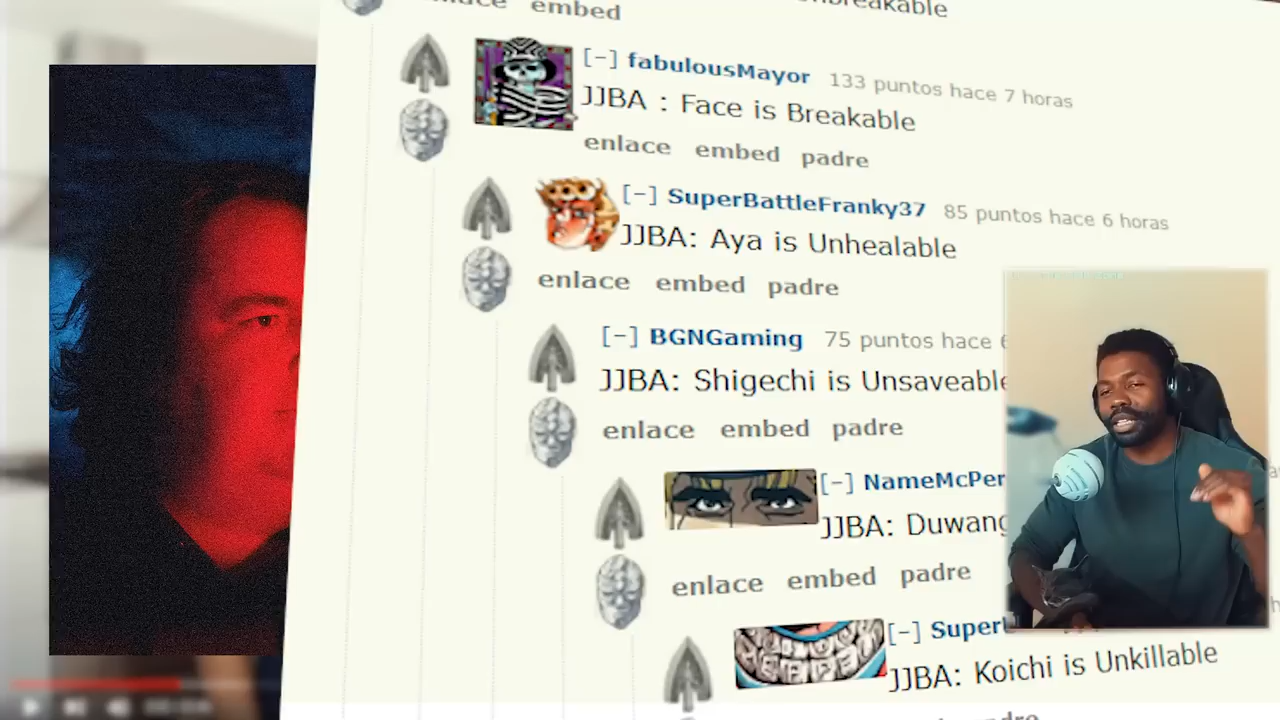 enlace embed
[-] fabulousMayor 133 puntos hace 7 horas
JJBA : Face is Breakable
enlace embed padre
[-] SuperBattleFranky37 85 puntos hace 6 horas
JJBA: Aya is Unhealable
enlace embed padre
[-] BGNGaming 75 puntos hace
JJBA: Shigechi is Unsaveable
enlace embed padre
[-] NameMcPer
JJBA: Duwang
enlace embed padre
[-] Super
JJBA: Koichi is Unkillable